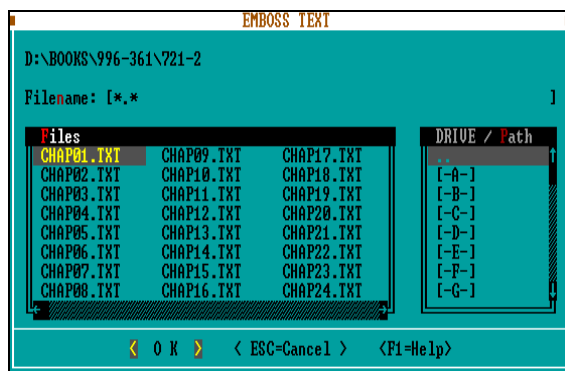 EMBOSS TEXT
D:\BOOKS\996-361\721-2
Filename: [*.* ]
Files DRIVE / Path
CHAP01.TXT CHAP09.TXT CHAP17.TXT ..
CHAP02.TXT CHAP10.TXT CHAP18.TXT [-A-]
CHAP03.TXT CHAP11.TXT CHAP19.TXT [-B-]
CHAP04.TXT CHAP12.TXT CHAP20.TXT [-C-]
CHAP05.TXT CHAP13.TXT CHAP21.TXT [-D-]
CHAP06.TXT CHAP14.TXT CHAP22.TXT [-E-]
CHAP07.TXT CHAP15.TXT CHAP23.TXT [-F-]
CHAP08.TXT CHAP16.TXT CHAP24.TXT [-G-]
< O K > < ESC=Cancel > <F1=Help>